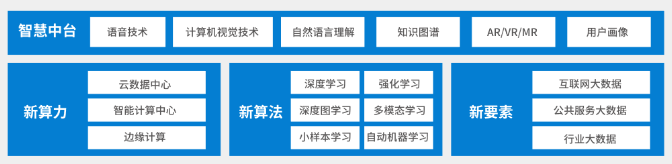 智慧中台 语音技术 计算机视觉技术 自然语言理解 知识图谱 AR/VR/MR 用户画像
新算力
云数据中心
智能计算中心
边缘计算
新算法
深度学习 强化学习
深度图学习 多模态学习
小样本学习 自动机器学习
新要素
互联网大数据
公共服务大数据
行业大数据